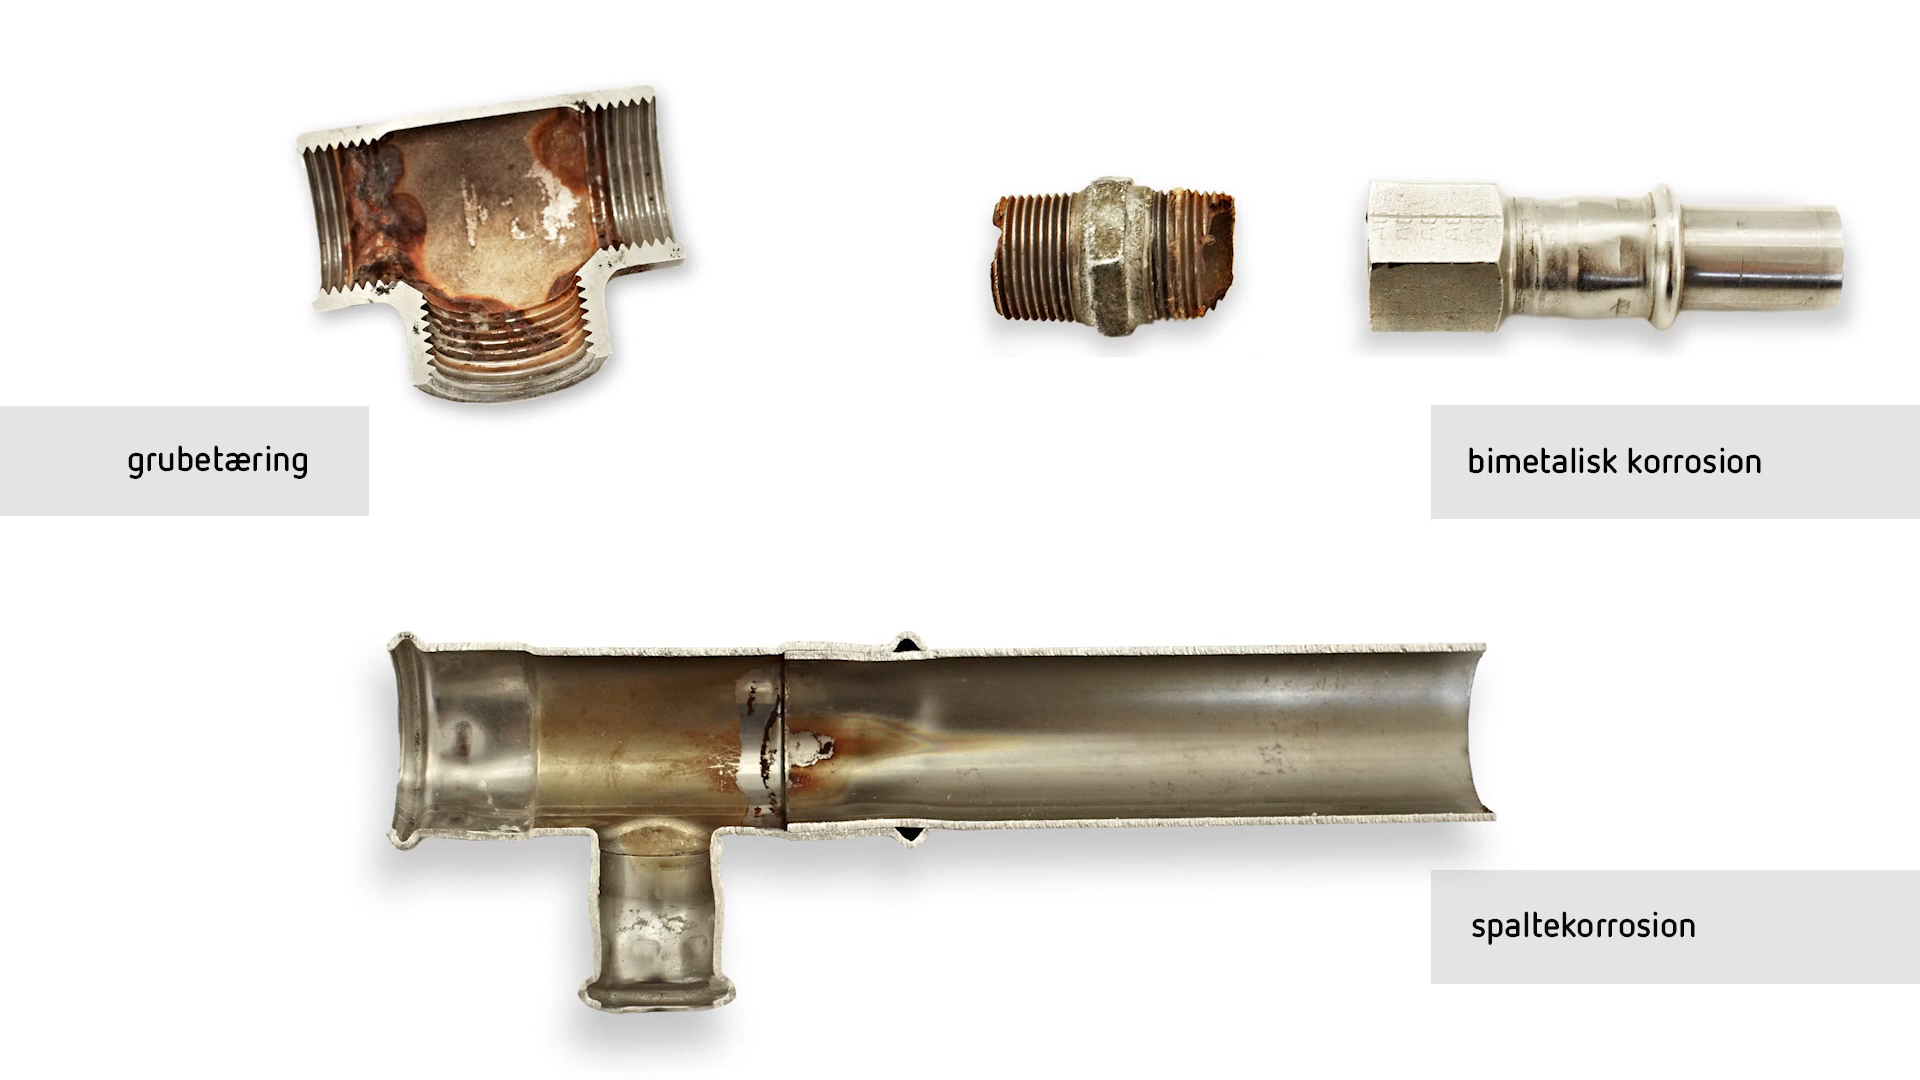 grubetæring
bimetalisk korrosion
spaltekorrosion